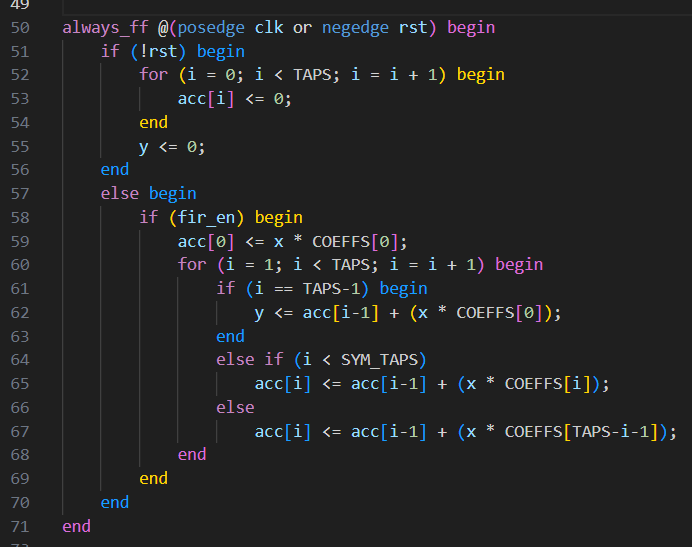 49
50 always_ff @(posedge clk or negedge rst) begin
51     if (!rst) begin
52         for (i = 0; i < TAPS; i = i + 1) begin
53             acc[i] <= 0;
54         end
55         y <= 0;
56     end
57     else begin
58         if (fir_en) begin
59             acc[0] <= x * COEFFS[0];
60             for (i = 1; i < TAPS; i = i + 1) begin
61                 if (i == TAPS-1) begin
62                     y <= acc[i-1] + (x * COEFFS[0]);
63                 end
64                 else if (i < SYM_TAPS)
65                     acc[i] <= acc[i-1] + (x * COEFFS[i]);
66                 else
67                     acc[i] <= acc[i-1] + (x * COEFFS[TAPS-i-1]);
68             end
69         end
70     end
71 end